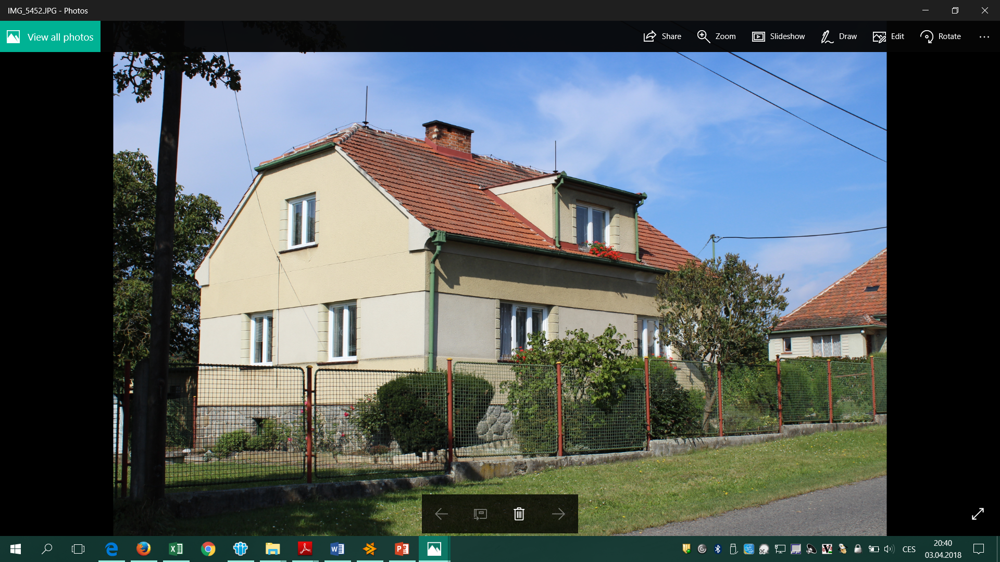 IMG_5452.JPG - Photos
View all photos
Share
Zoom
Slideshow
Draw
Edit
Rotate
CES
20:40
03.04.2018